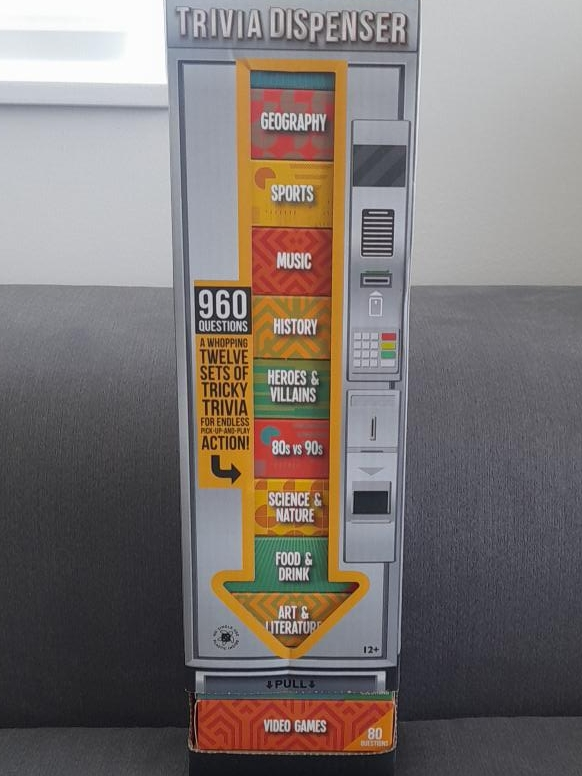 TRIVIA DISPENSER
GEOGRAPHY
SPORTS
MUSIC
960
QUESTIONS
A WHOPPING
TWELVE
SETS OF
TRICKY
TRIVIA
FOR ENDLESS
PICK-UP-AND-PLAY
ACTION!
HISTORY
HEROES &
VILLAINS
80s vs 90s
SCIENCE &
NATURE
FOOD &
DRINK
ART &
LITERATURE
12+
PULL
VIDEO GAMES
80
QUESTIONS